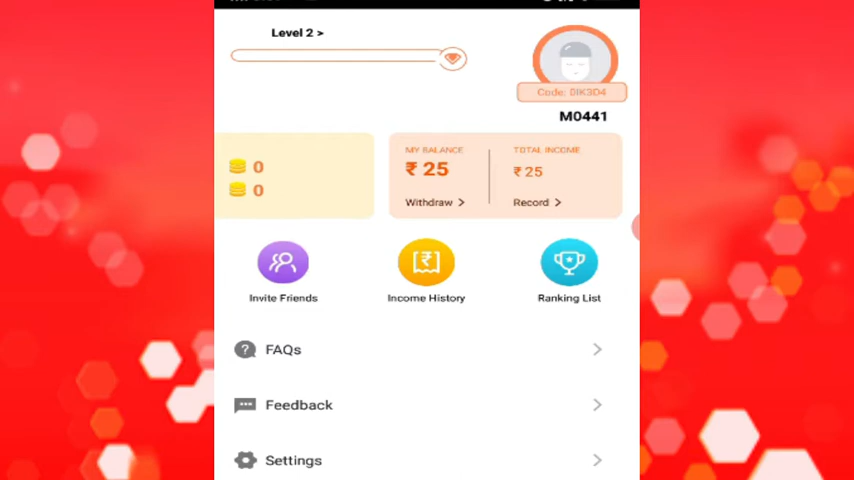 Level 2 >
Code: DIK3D4
M0441
0
0
MY BALANCE
₹ 25
Withdraw >
TOTAL INCOME
₹ 25
Record >
Invite Friends
Income History
Ranking List
FAQs
Feedback
Settings